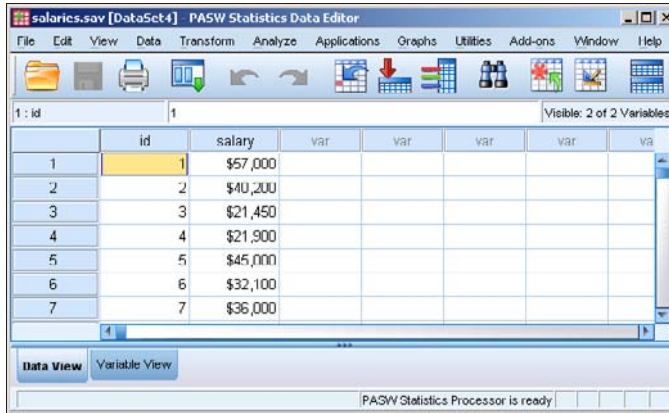 salaries.sav [DataSet4] - PASW Statistics Data Editor
File Edit View Data Transform Analyze Applications Graphs Utilities Add-ons Window Help
1 : id 1 Visible: 2 of 2 Variables
id salary var var var var va
1 1 $57,000
2 2 $40,200
3 3 $21,450
4 4 $21,900
5 5 $45,000
6 6 $32,100
7 7 $36,000
Data View Variable View
PASW Statistics Processor is ready